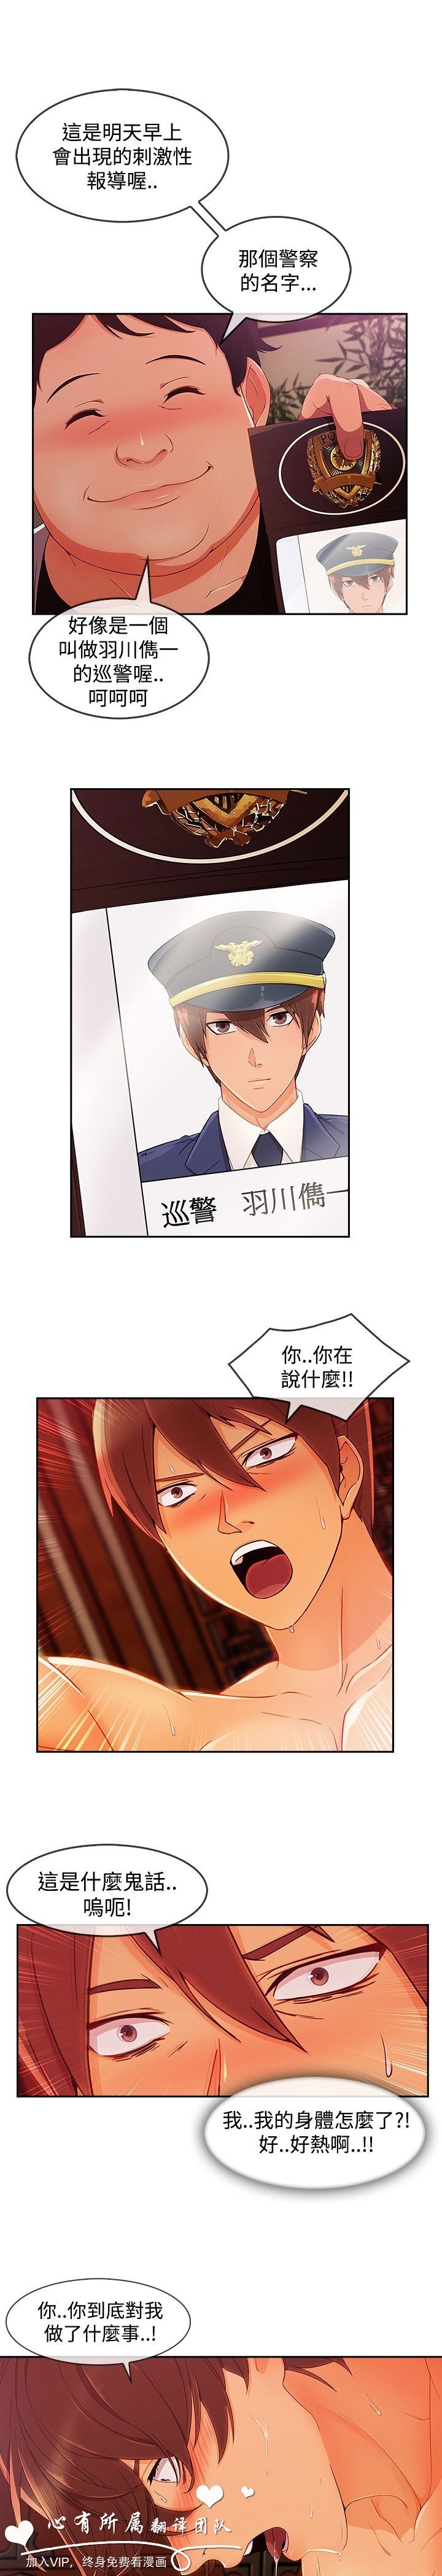 這是明天早上
會出現的刺激性
報導喔..
那個警察
的名字...
PO
好像是一個
叫做羽川儁一
的巡警喔..
呵呵呵
巡警 羽川儁一
你..你在
說什麼!!
這是什麼鬼話..
嗚呃!
我..我的身體怎麼了?!
好..好熱啊..!!
你..你到底對我
做了什麼事..!
心有所属翻译团队
加入VIP，终身免费看漫画